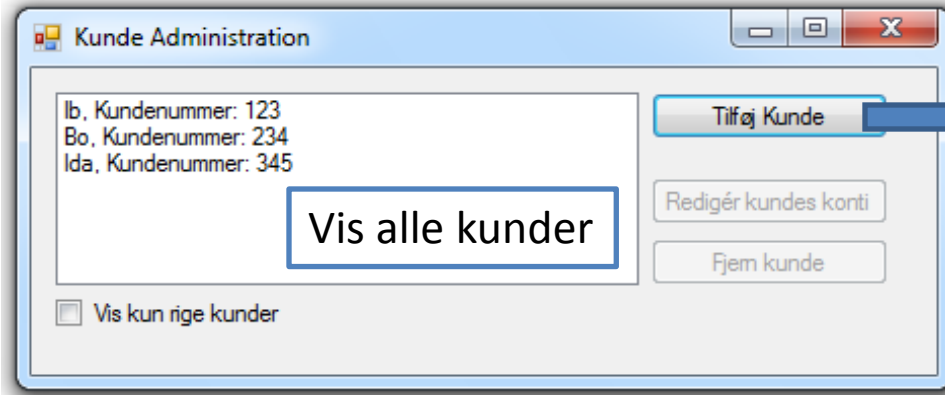 Kunde Administration
Ib, Kundenummer: 123
Bo, Kundenummer: 234
Ida, Kundenummer: 345
Vis alle kunder
Tilføj Kunde
Redigér kundes konti
Fjern kunde
Vis kun rige kunder